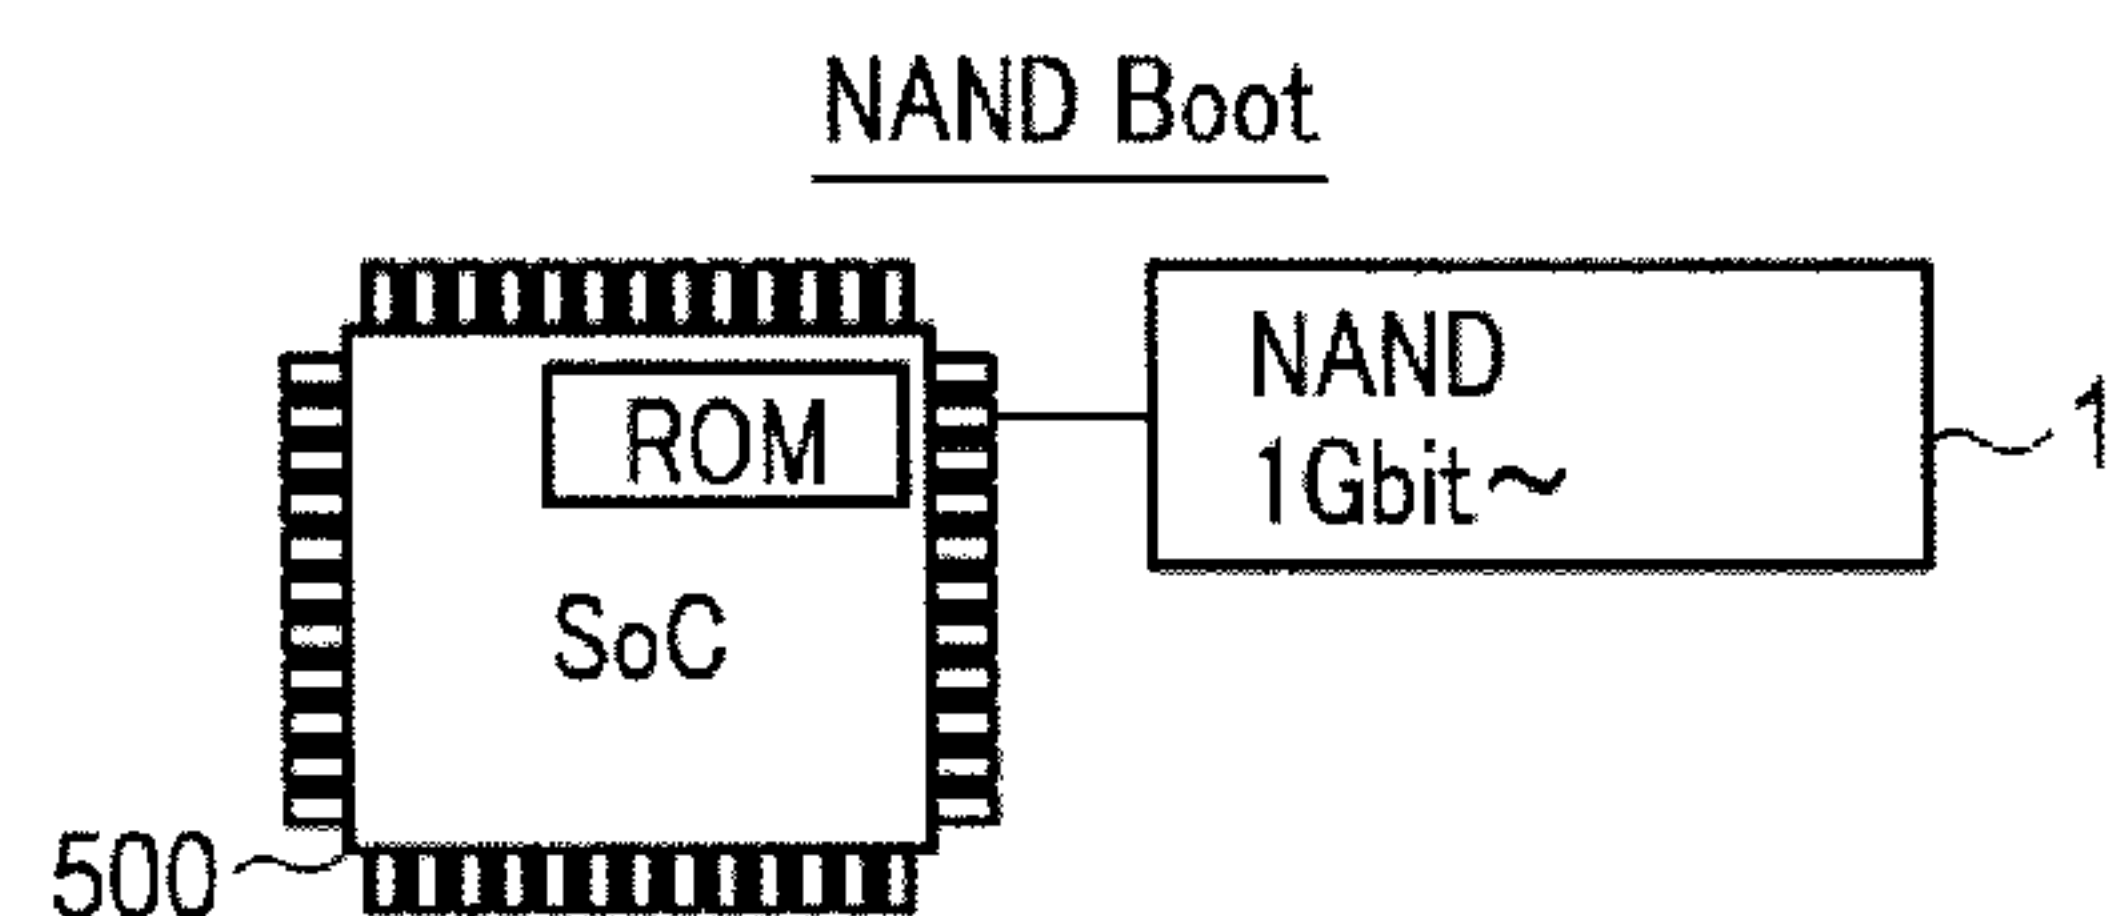 NAND Boot
ROM
NAND
1Gbit~
1
SoC
500